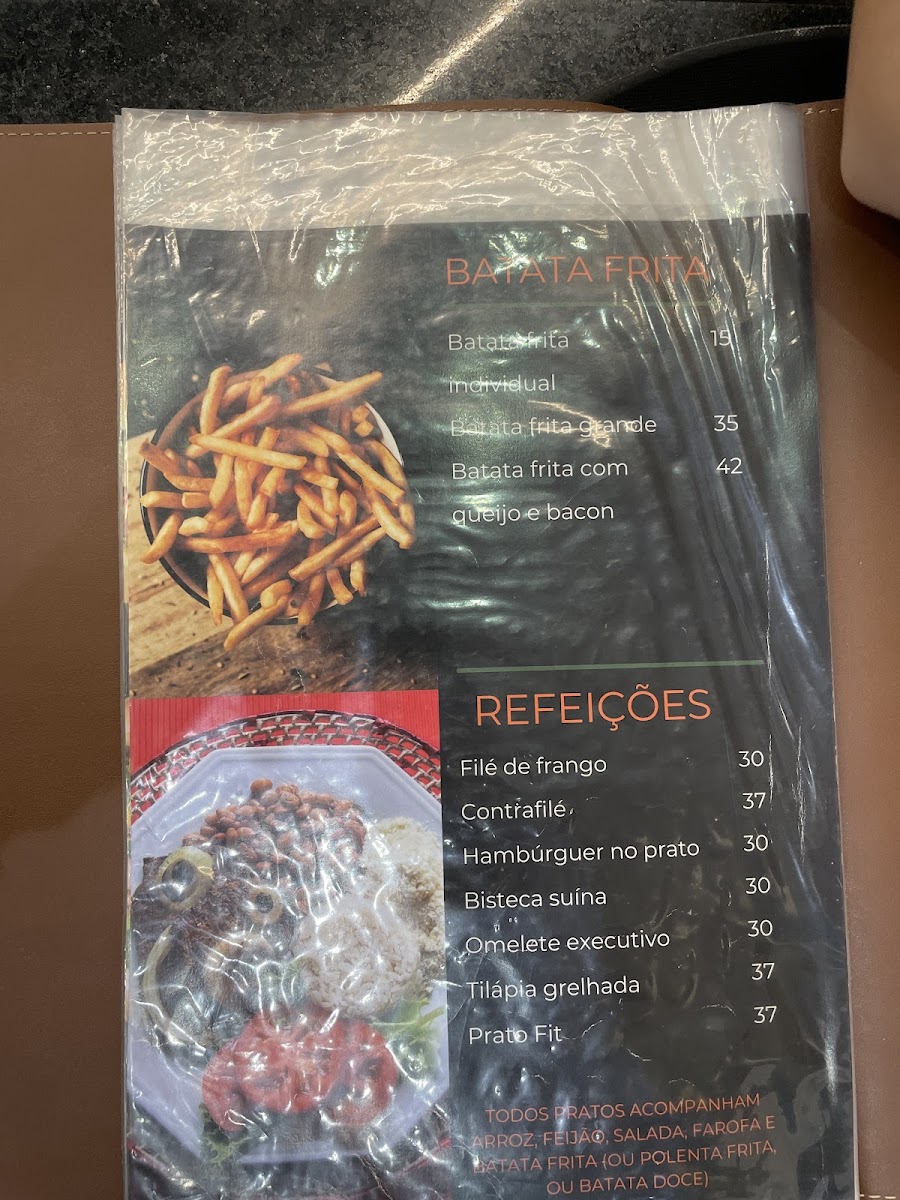 BATATA FRITA
Batata frita 15
individual
Batata frita grande 35
Batata frita com 42
queijo e bacon
REFEIÇÕES
Filé de frango 30
Contrafilé 37
Hambúrguer no prato 30
Bisteca suína 30
Omelete executivo 30
Tilápia grelhada 37
Prato Fit 37
TODOS PRATOS ACOMPANHAM
ARROZ, FEIJÃO, SALADA, FAROFA E
BATATA FRITA (OU POLENTA FRITA,
OU BATATA DOCE)